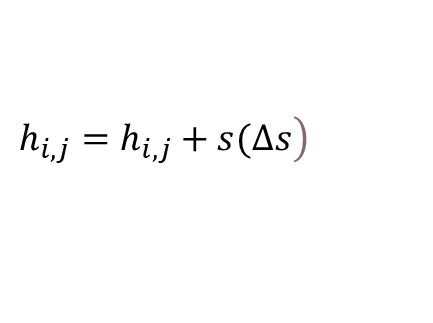 h_{i,j} = h_{i,j} + s(Δs)